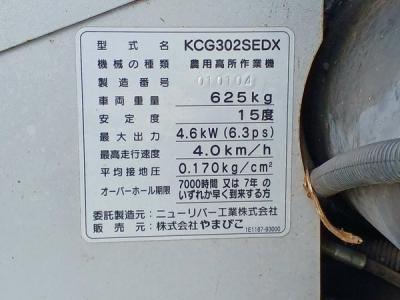 型式名 KCG302SEDX
機械の種類 農用高所作業機
製造番号 010104
車両重量 625kg
安定度 15度
最大出力 4.6kW (6.3ps)
最高走行速度 4.0km/h
平均接地圧 0.170kg/cm²
オーバーホール期限 7000時間 又は 7年の
いずれか早く到来する方
委託製造元：ニューリバー工業株式会社
販売元：株式会社 やまびこ 1E1187-93000